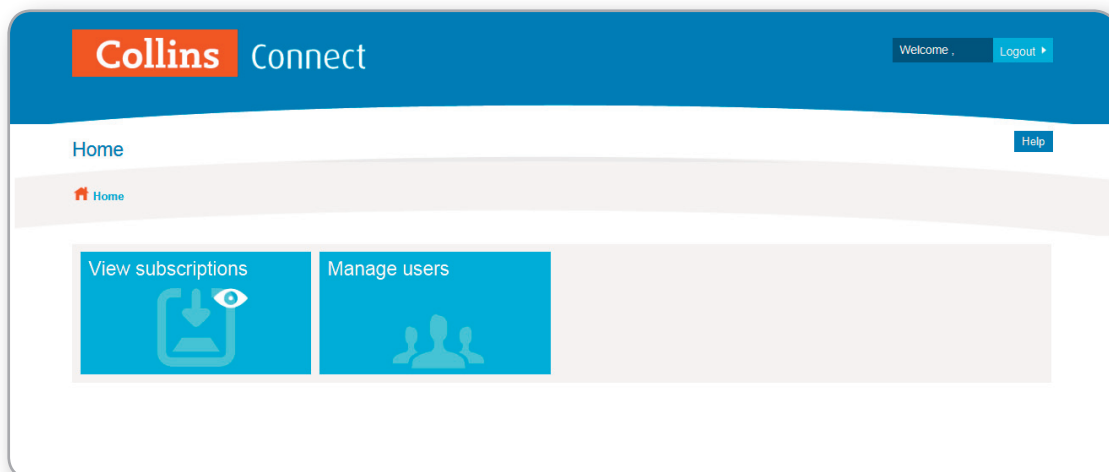 Collins Connect
Welcome , Logout
Home
Help
Home
View subscriptions
Manage users